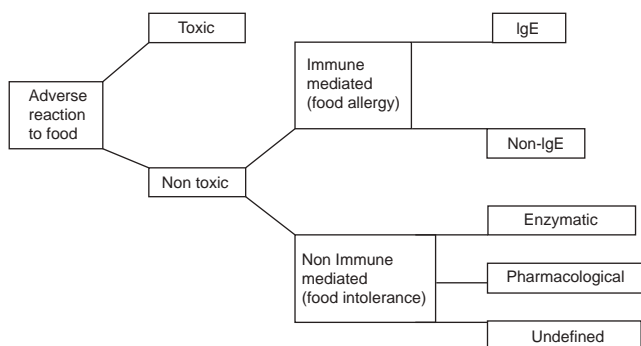 Toxic
IgE
Immune
mediated
(food allergy)
Adverse
reaction
to food
Non-IgE
Non toxic
Enzymatic
Non Immune
mediated
(food intolerance)
Pharmacological
Undefined